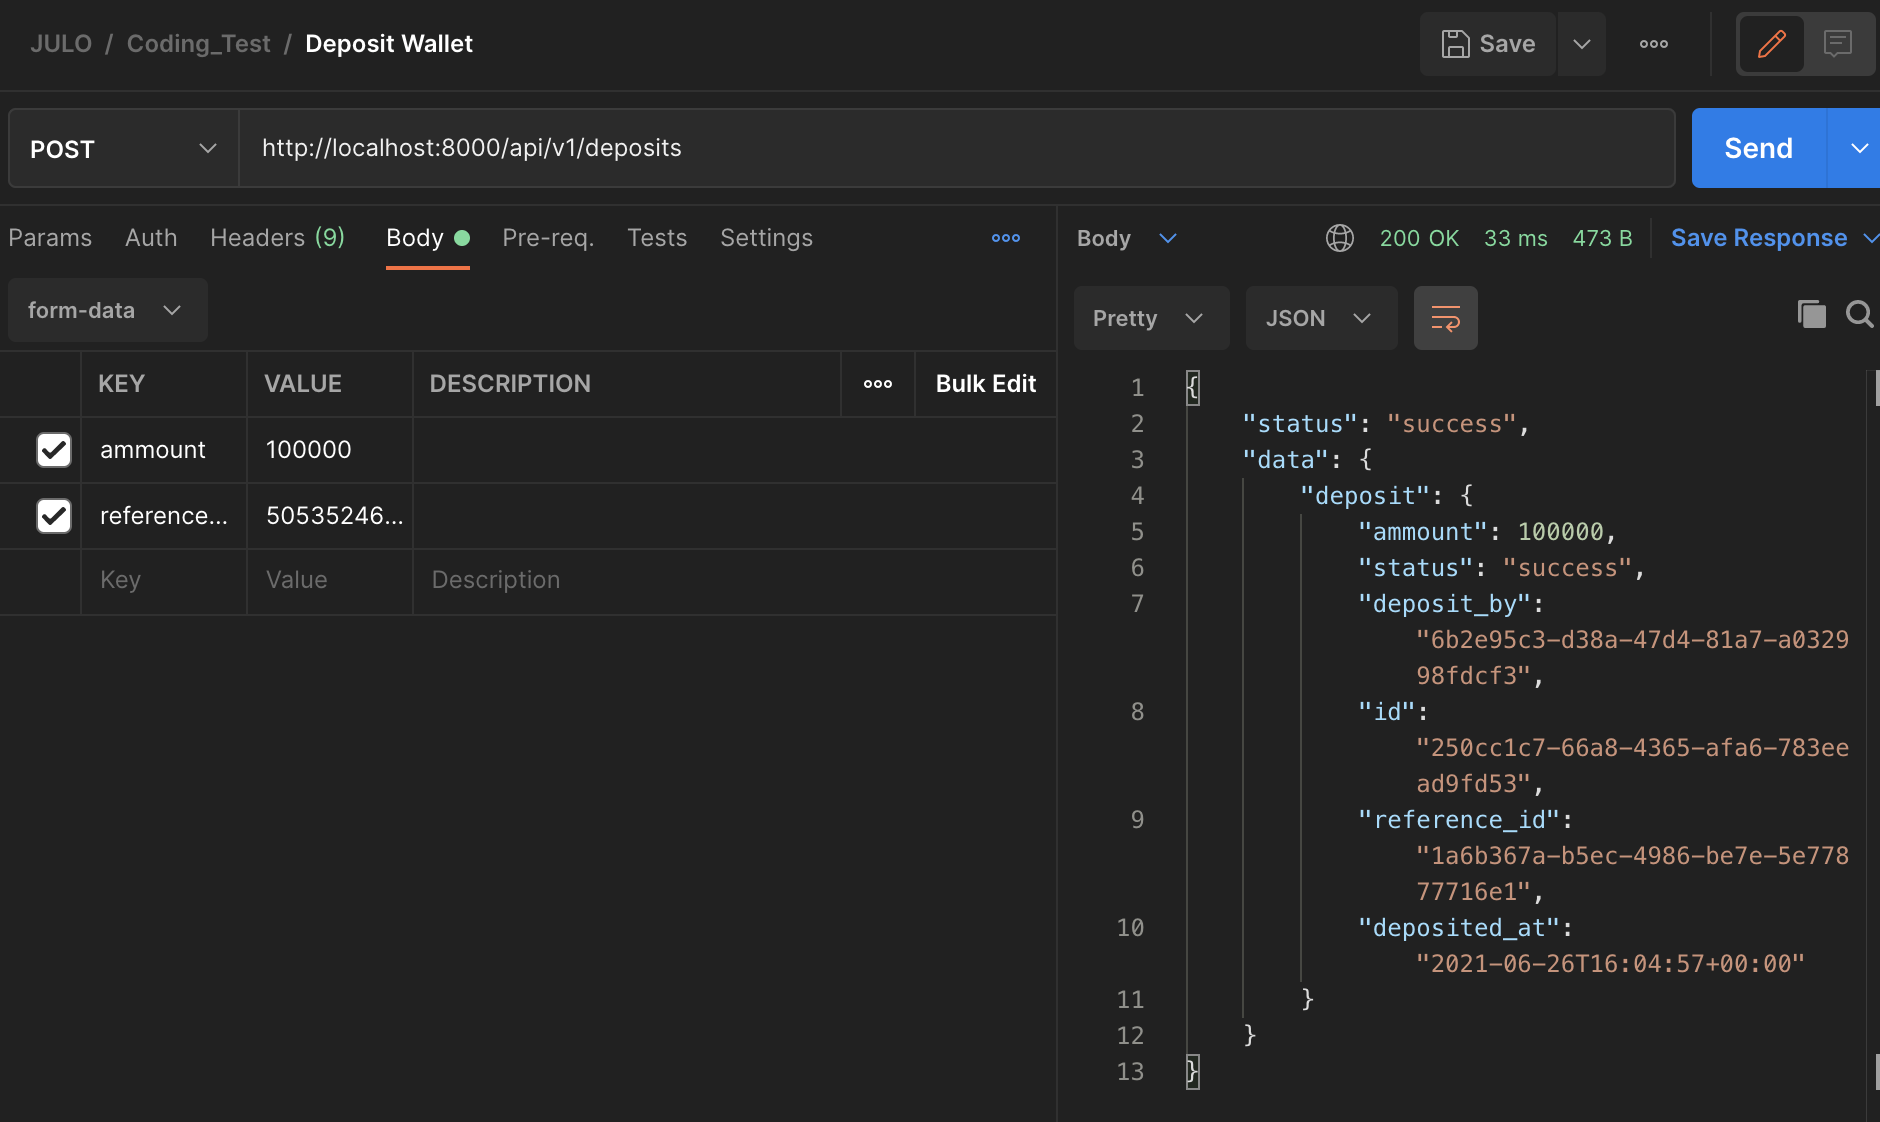 JULO / Coding_Test / Deposit Wallet
Save
POST
http://localhost:8000/api/v1/deposits
Send
Params Auth Headers (9) Body Pre-req. Tests Settings
form-data
KEY VALUE DESCRIPTION Bulk Edit
ammount 100000
reference... 50535246...
Key Value Description
Body 200 OK 33 ms 473 B Save Response
Pretty JSON
1 {
2 "status": "success",
3 "data": {
4 "deposit": {
5 "ammount": 100000,
6 "status": "success",
7 "deposit_by":
"6b2e95c3-d38a-47d4-81a7-a0329
98fdcf3",
8 "id":
"250cc1c7-66a8-4365-afa6-783ee
ad9fd53",
9 "reference_id":
"1a6b367a-b5ec-4986-be7e-5e778
77716e1",
10 "deposited_at":
"2021-06-26T16:04:57+00:00"
11 }
12 }
13 }